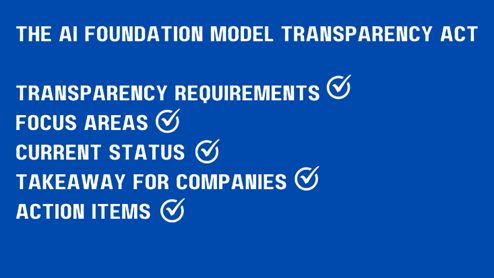 THE AI FOUNDATION MODEL TRANSPARENCY ACT
TRANSPARENCY REQUIREMENTS
FOCUS AREAS
CURRENT STATUS
TAKEAWAY FOR COMPANIES
ACTION ITEMS